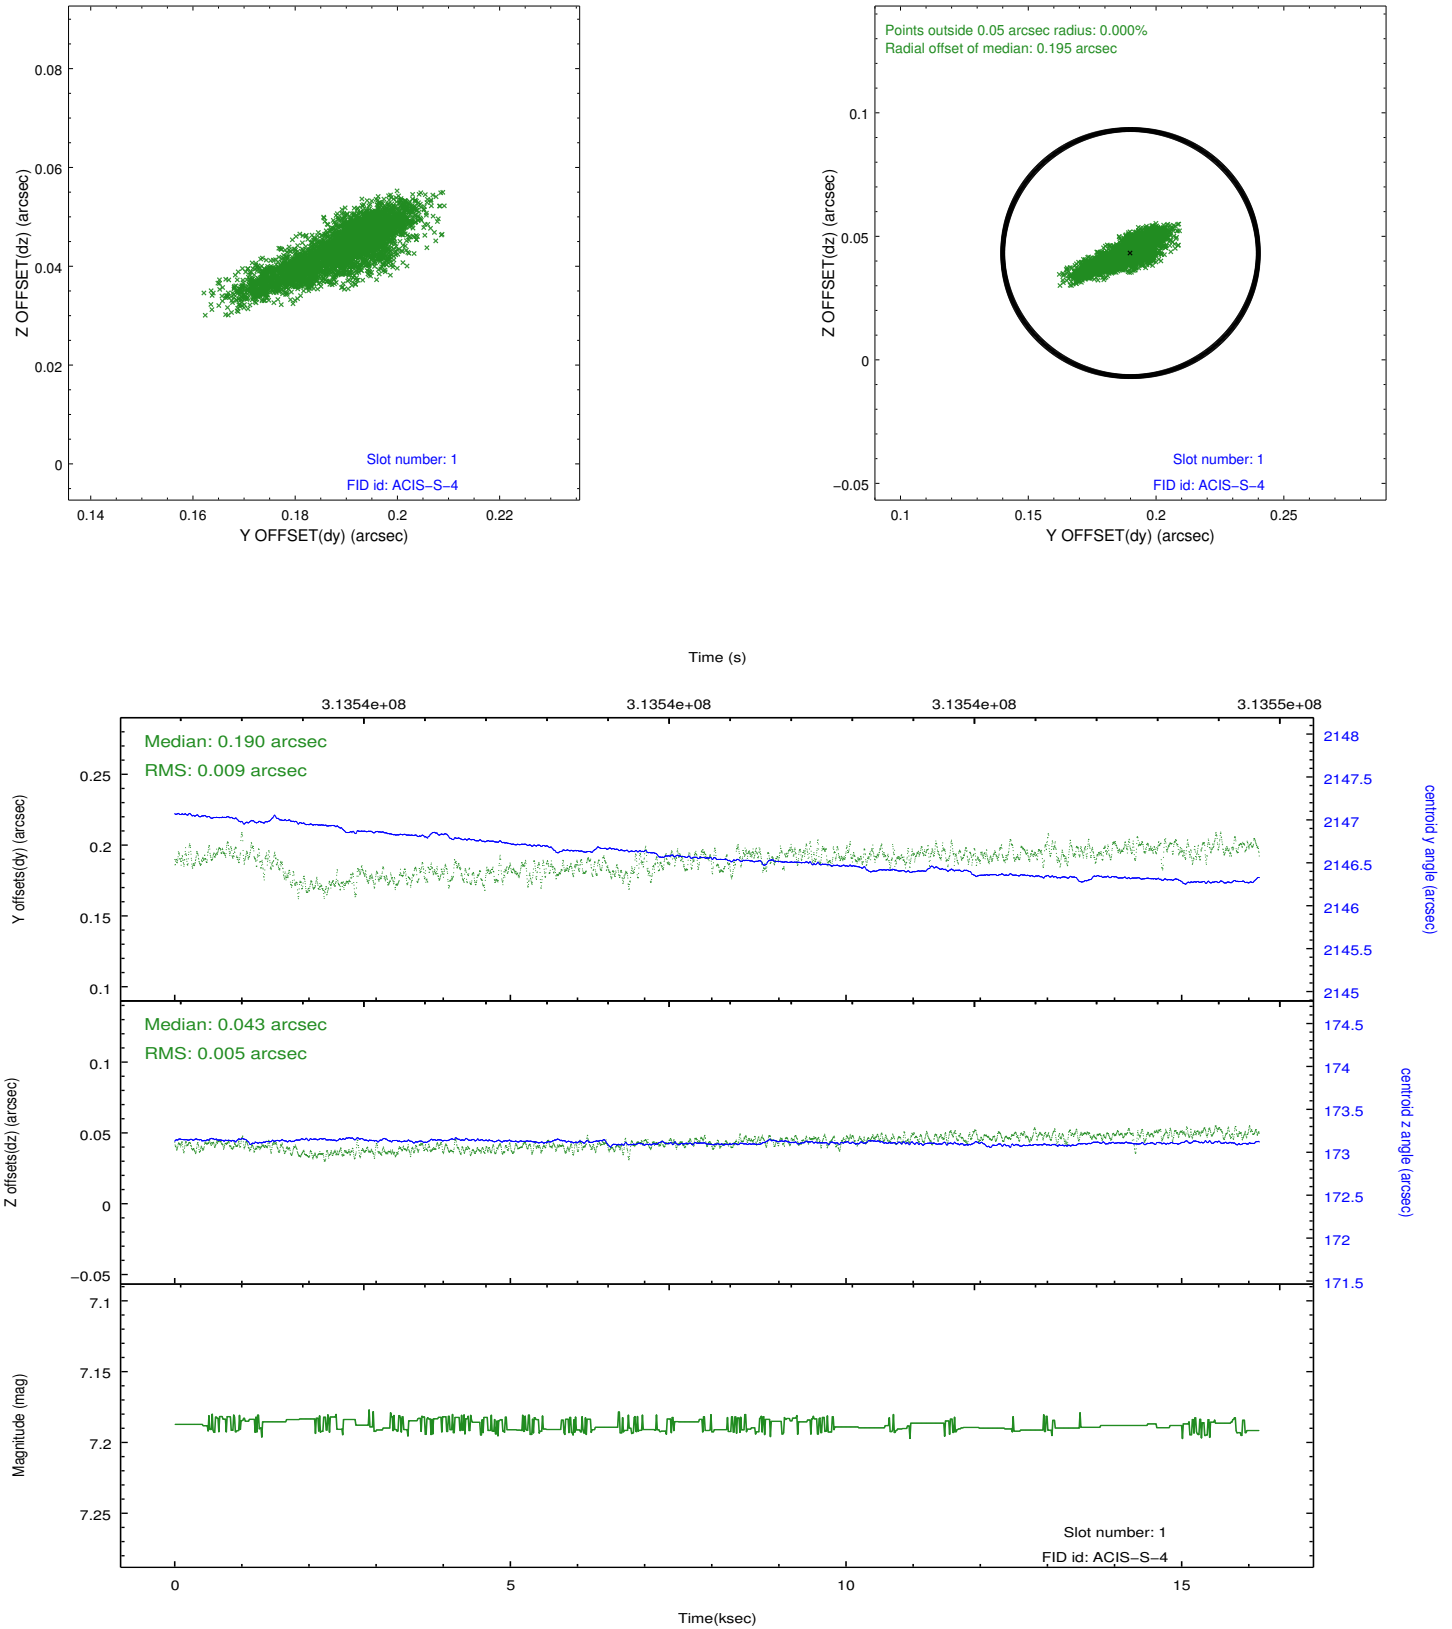 0.08
0.06
0.04
0.02
0
Z OFFSET(dz) (arcsec)
0.14 0.16 0.18 0.2 0.22
Y OFFSET(dy) (arcsec)
Slot number: 1
FID id: ACIS−S−4
Points outside 0.05 arcsec radius: 0.000%
Radial offset of median: 0.195 arcsec
0.1
0.05
0
−0.05
Z OFFSET(dz) (arcsec)
Slot number: 1
FID id: ACIS−S−4
0.1 0.15 0.2 0.25
Y OFFSET(dy) (arcsec)
Time (s)
3.1354e+08 3.1354e+08 3.1354e+08 3.1355e+08
Median: 0.190 arcsec
RMS: 0.009 arcsec
0.25
0.2
0.15
0.1
Y offsets(dy) (arcsec)
2148
2147.5
2147
2146.5
2146
2145.5
2145
centroid y angle (arcsec)
Median: 0.043 arcsec
RMS: 0.005 arcsec
0.1
0.05
0
−0.05
Z offsets(dz) (arcsec)
174.5
174
173.5
173
172.5
172
171.5
centroid z angle (arcsec)
7.1
7.15
7.2
7.25
Magnitude (mag)
Slot number: 1
FID id: ACIS−S−4
0 5 10 15
Time(ksec)